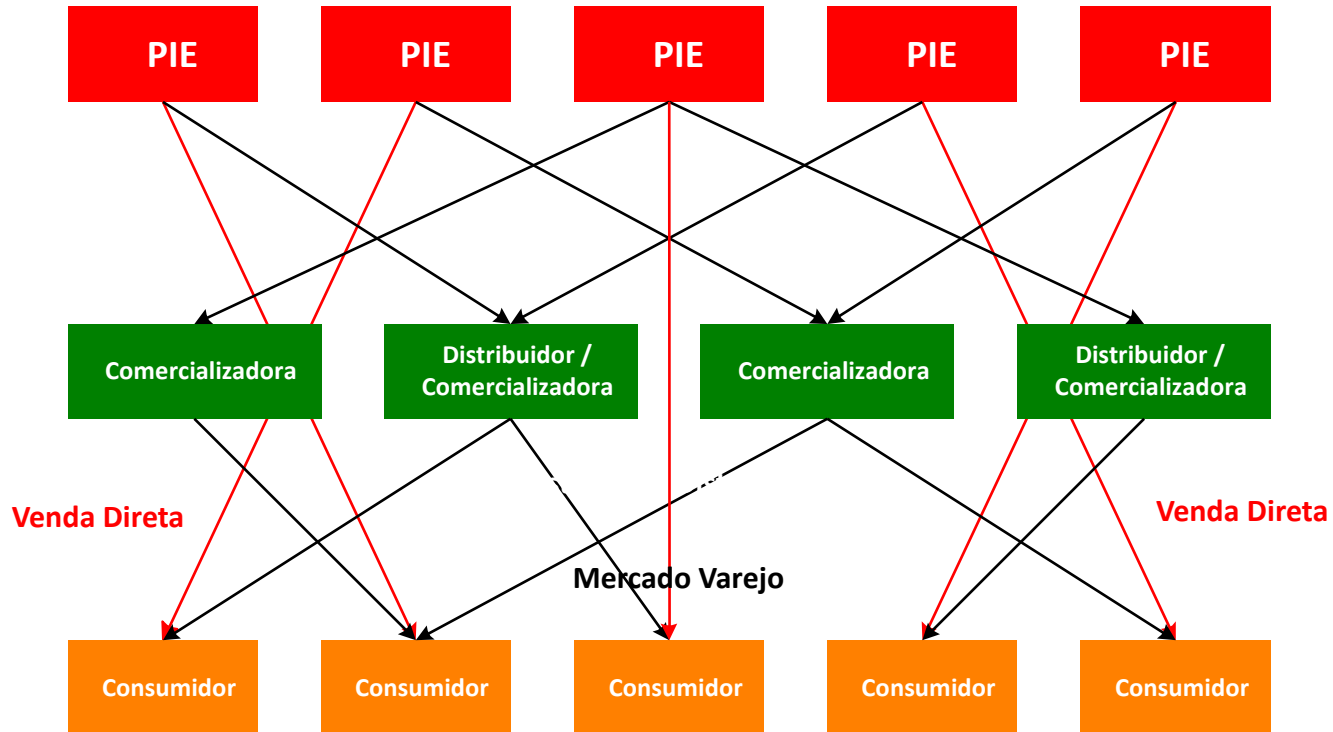 PIE
PIE
PIE
PIE
PIE
Comercializadora
Distribuidor /
Comercializadora
Comercializadora
Distribuidor /
Comercializadora
Venda Direta
Venda Direta
Mercado Varejo
Consumidor
Consumidor
Consumidor
Consumidor
Consumidor